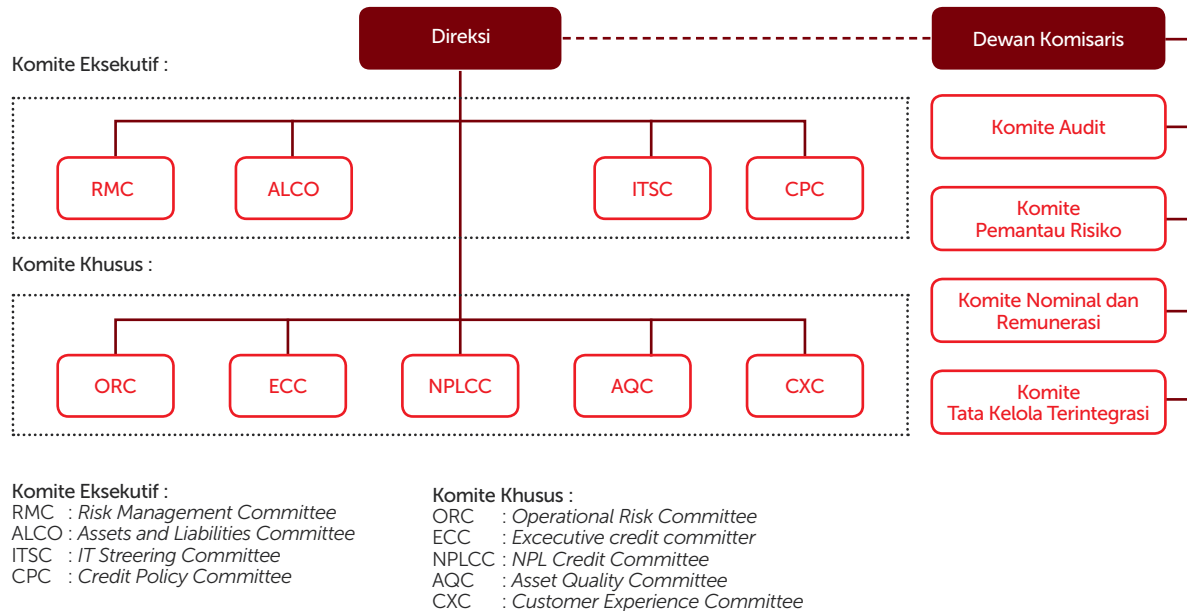 Direksi
Dewan Komisaris
Komite Eksekutif :
RMC
ALCO
ITSC
CPC
Komite Audit
Komite
Pemantau Risiko
Komite Khusus :
Komite Nominal dan
Remunerasi
ORC
ECC
NPLCC
AQC
CXC
Komite
Tata Kelola Terintegrasi
Komite Eksekutif :
RMC : Risk Management Committee
ALCO : Assets and Liabilities Committee
ITSC : IT Streering Committee
CPC : Credit Policy Committee
Komite Khusus :
ORC : Operational Risk Committee
ECC : Excecutive credit committer
NPLCC : NPL Credit Committee
AQC : Asset Quality Committee
CXC : Customer Experience Committee